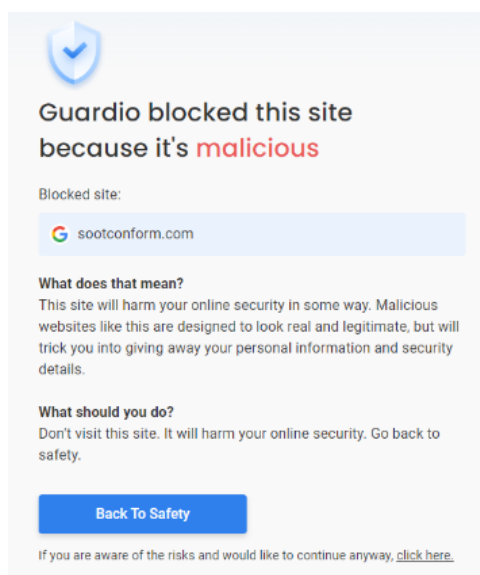 Guardio blocked this site
because it's malicious
Blocked site:
sootconform.com
What does that mean?
This site will harm your online security in some way. Malicious
websites like this are designed to look real and legitimate, but will
trick you into giving away your personal information and security
details.
What should you do?
Don't visit this site. It will harm your online security. Go back to
safety.
Back To Safety
If you are aware of the risks and would like to continue anyway, click here.